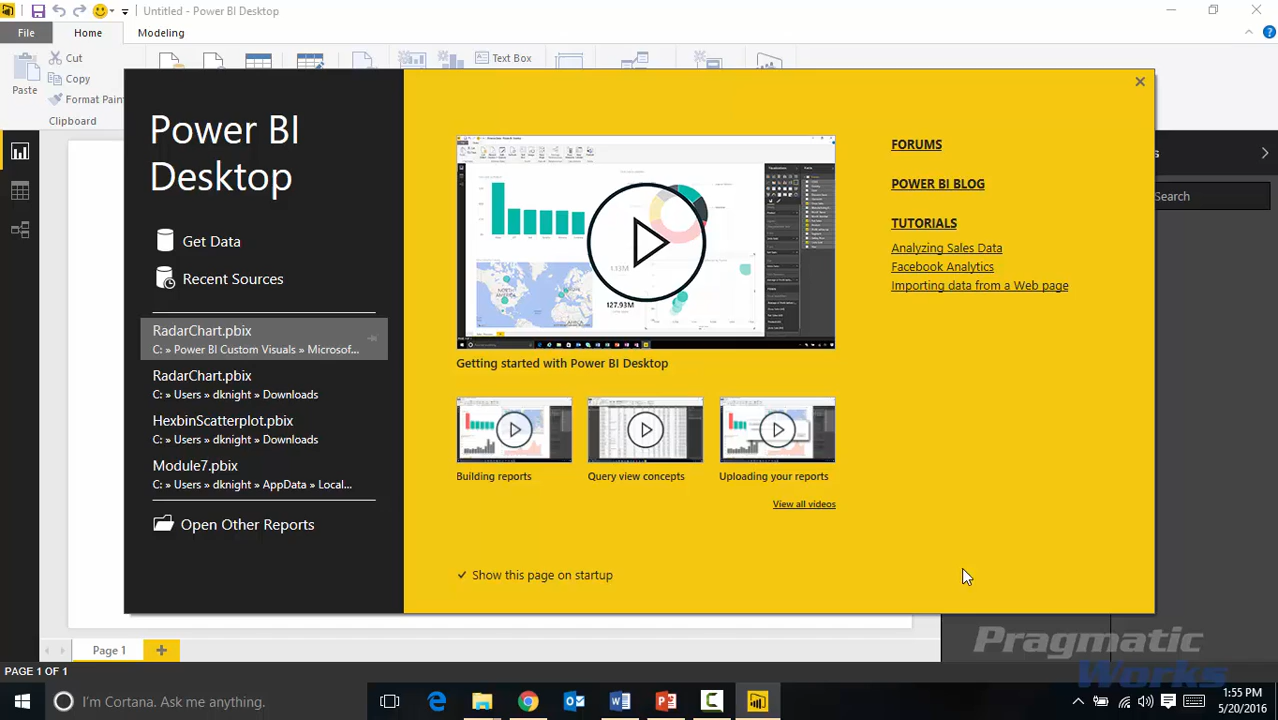 Untitled - Power BI Desktop
File
Home
Modeling
Paste
Cut
Copy
Format Pain
Clipboard
Text Box
Power BI
Desktop
Get Data
Recent Sources
RadarChart.pbix
C: » Power BI Custom Visuals » Microsof...
RadarChart.pbix
C: » Users » dknight » Downloads
HexbinScatterplot.pbix
C: » Users » dknight » Downloads
Module7.pbix
C: » Users » dknight » AppData » Local...
Open Other Reports
1.13M
127.93M
Getting started with Power BI Desktop
Building reports
Query view concepts
Uploading your reports
View all videos
Show this page on startup
FORUMS
POWER BI BLOG
TUTORIALS
Analyzing Sales Data
Facebook Analytics
Importing data from a Web page
Search
Page 1
PAGE 1 OF 1
Pragmatic
Works
I'm Cortana. Ask me anything.
1:55 PM
5/20/2016